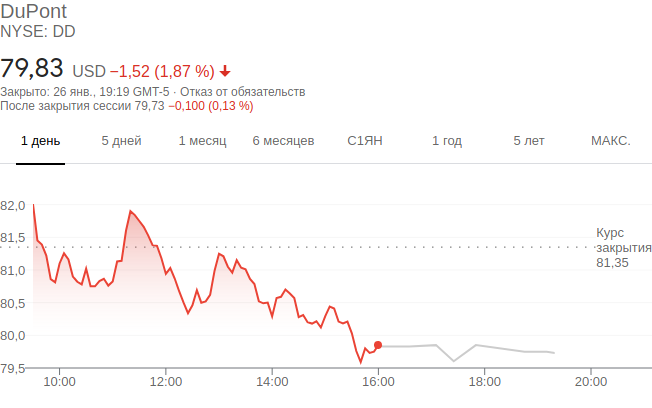 DuPont
NYSE: DD
79,83 USD −1,52 (1,87 %)
Закрыто: 26 янв., 19:19 GMT-5 · Отказ от обязательств
После закрытия сессии 79,73 −0,100 (0,13 %)
1 день 5 дней 1 месяц 6 месяцев С1ЯН 1 год 5 лет МАКС.
82,0
Курс
81,5
закрытия
81,35
81,0
80,5
80,0
79,5
10:00 12:00 14:00 16:00 18:00 20:00